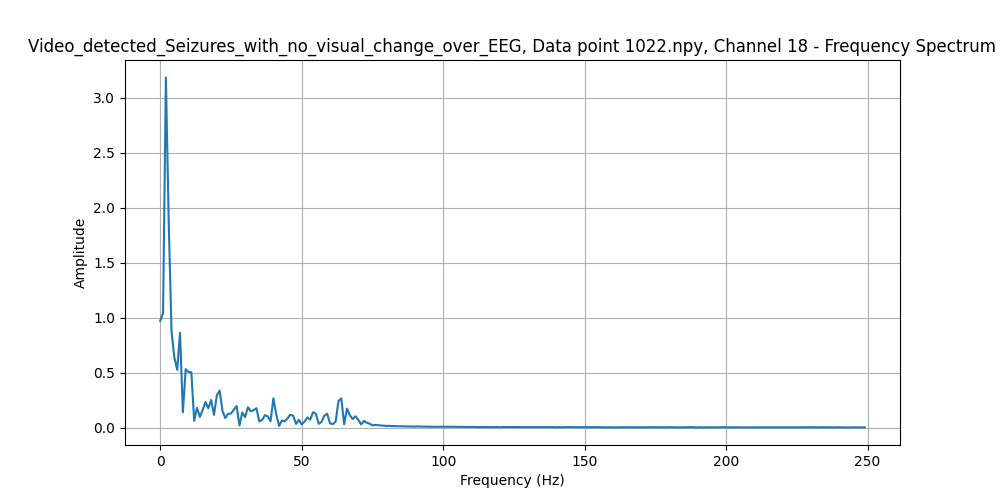 Video_detected_Seizures_with_no_visual_change_over_EEG, Data point 1022.npy, Channel 18 - Frequency Spectrum
3.0
2.5
2.0
1.5
1.0
0.5
0.0
Amplitude
0 50 100 150 200 250
Frequency (Hz)